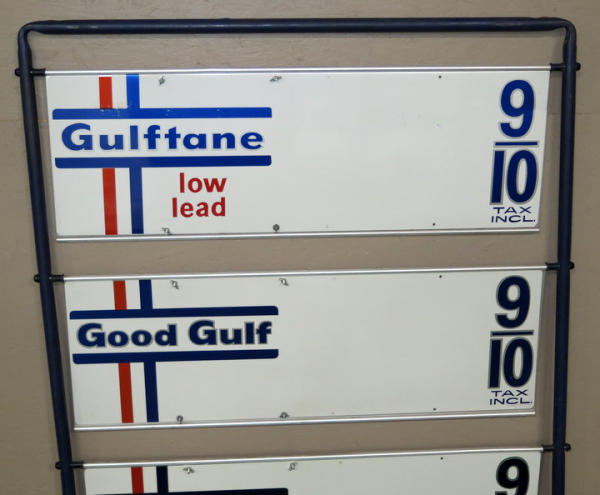 Gulftane
low
lead
9
10
TAX
INCL.
Good Gulf
9
10
TAX
INCL.
9